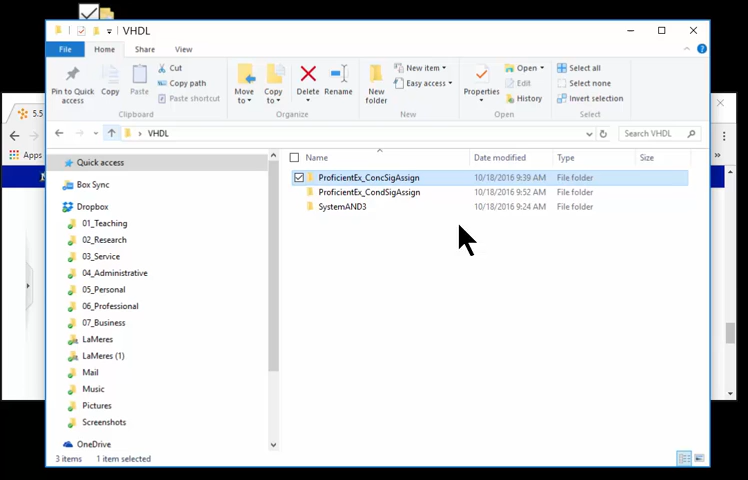 VHDL
File Home Share View
Pin to Quick access
Copy
Paste
Cut
Copy path
Paste shortcut
Clipboard
Move to
Copy to
Delete
Rename
Organize
New folder
New item
Easy access
New
Properties
Open
Edit
History
Open
Select all
Select none
Invert selection
VHDL
Search VHDL
5.5
Apps
Quick access
Box Sync
Dropbox
01_Teaching
02_Research
03_Service
04_Administrative
05_Personal
06_Professional
07_Business
LaMeres
LaMeres (1)
Mail
Music
Pictures
Screenshots
OneDrive
Name Date modified Type Size
ProficientEx_ConcSigAssign 10/18/2016 9:39 AM File folder
ProficientEx_CondSigAssign 10/18/2016 9:52 AM File folder
SystemAND3 10/18/2016 9:24 AM File folder
3 items 1 item selected